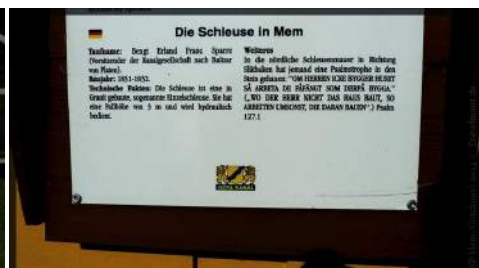 Die Schleuse in Mem
Taufname: Bengt Erland Franc Sparre
(Vorsitzender der Kanalgesellschaft nach Baltzar
von Platen).
Baujahr: 1831-1832.
Technische Fakten: Die Schleuse ist eine in
Granit gebaute, sogenannte Einzelschleuse. Sie hat
eine Fallhöhe von 3 m und wird hydraulisch
bedient.
Weiteres
In die nördliche Schleusenmauer in Richtung
Slätbaken hat jemand eine Psalmstrophe in den
Stein gehauen: "OM HERREN ICKE BYGGER HUSET
SÅ ARBETA DE FÅFÄNGT SOM DERPÅ BYGGA."
(„WO DER HERR NICHT DAS HAUS BAUT, SO
ARBEITEN UMSONST, DIE DARAN BAUEN".) Psalm
127.1
GÖTA KANAL